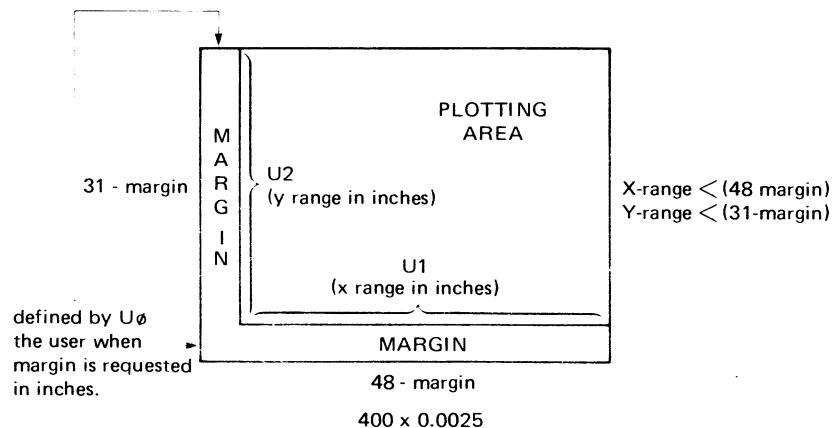 PLOTTING
AREA
MARGIN
31 - margin
U2
(y range in inches)
X-range < (48 margin)
Y-range < (31-margin)
U1
(x range in inches)
defined by Uø
the user when
margin is requested
in inches.
MARGIN
48 - margin
400 x 0.0025